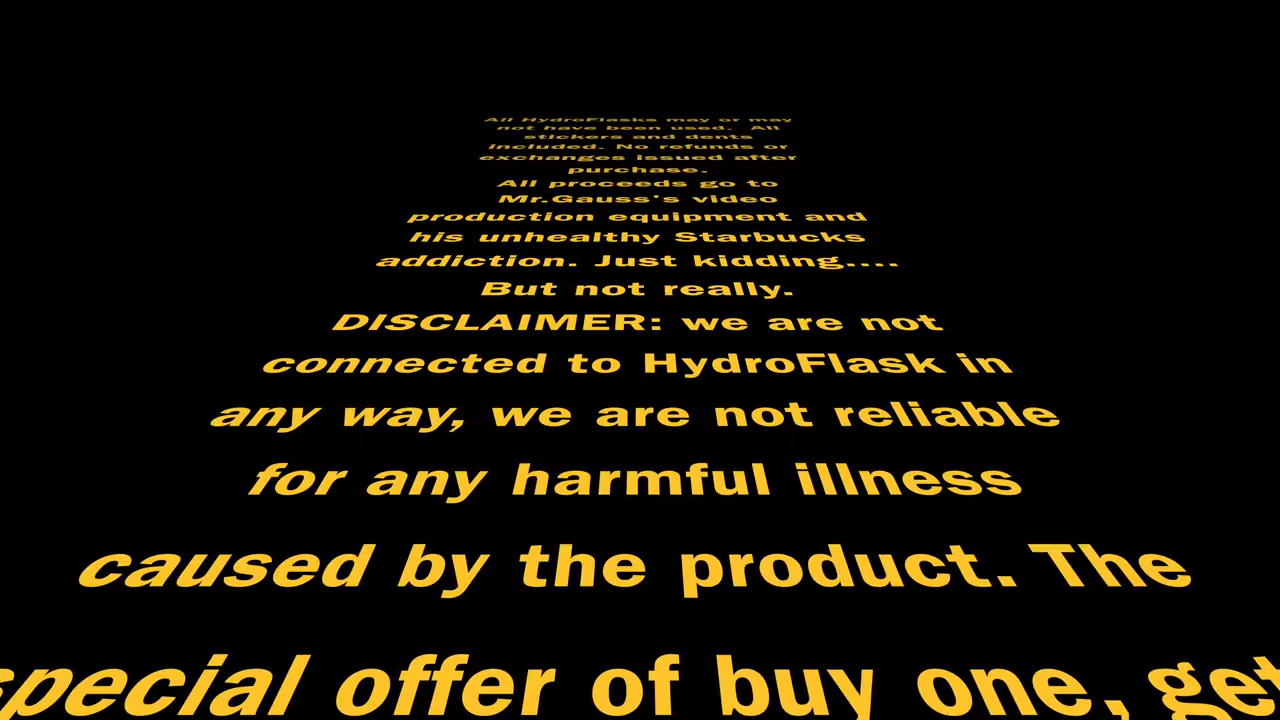 All HydroFlasks may or may
not have been used. All
stickers and dents
included. No refunds or
exchanges issued after
purchase.
All proceeds go to
Mr.Gauss's video
production equipment and
his unhealthy Starbucks
addiction. Just kidding....
But not really.
DISCLAIMER: we are not
connected to HydroFlask in
any way, we are not reliable
for any harmful illness
caused by the product. The
special offer of buy one, get